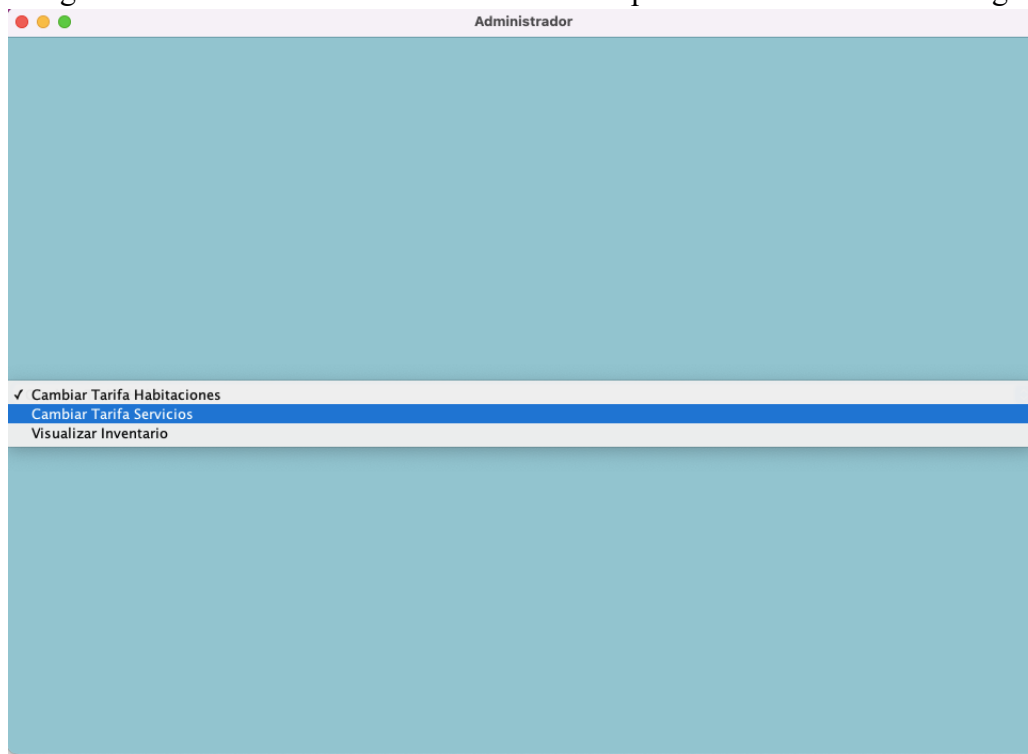 Administrador
✓ Cambiar Tarifa Habitaciones
Cambiar Tarifa Servicios
Visualizar Inventario